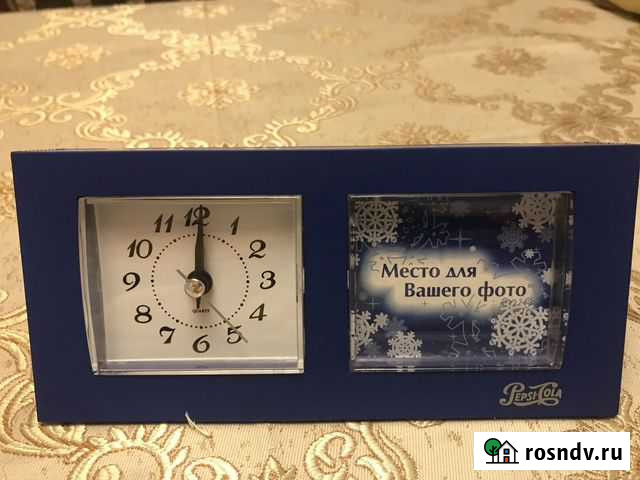 12
1
2
3
4
5
6
7
8
9
10
11
QUARTZ
Место для
Вашего фото
PEPSI-COLA
rosndv.ru